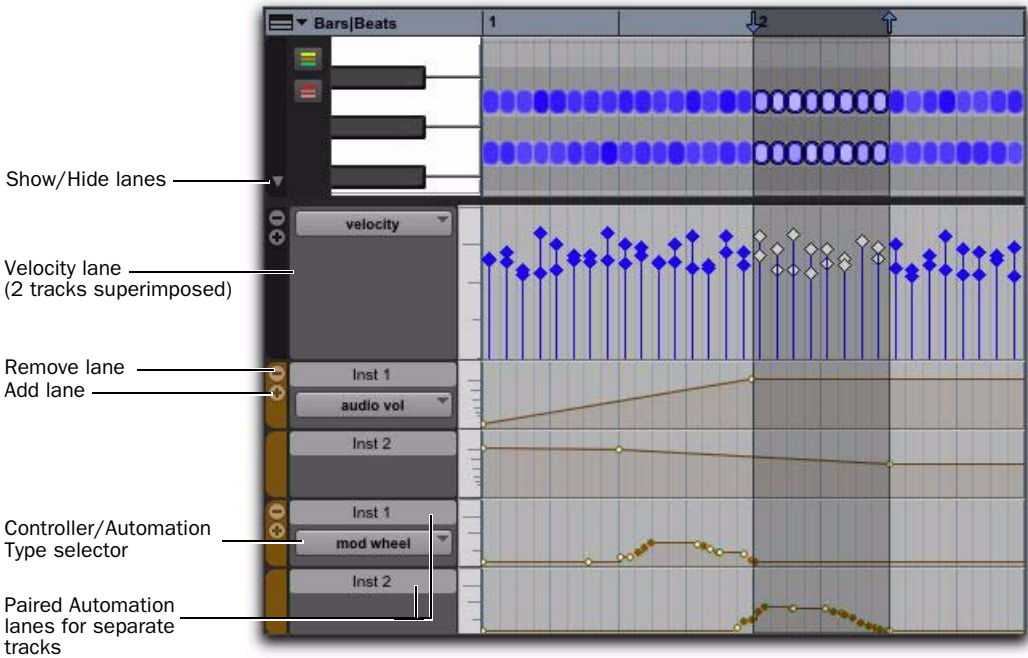 Bars|Beats
1
2
Show/Hide lanes
velocity
Velocity lane
(2 tracks superimposed)
Remove lane
Add lane
Inst 1
audio vol
Inst 2
Inst 1
Controller/Automation
Type selector
mod wheel
Inst 2
Paired Automation
lanes for separate
tracks